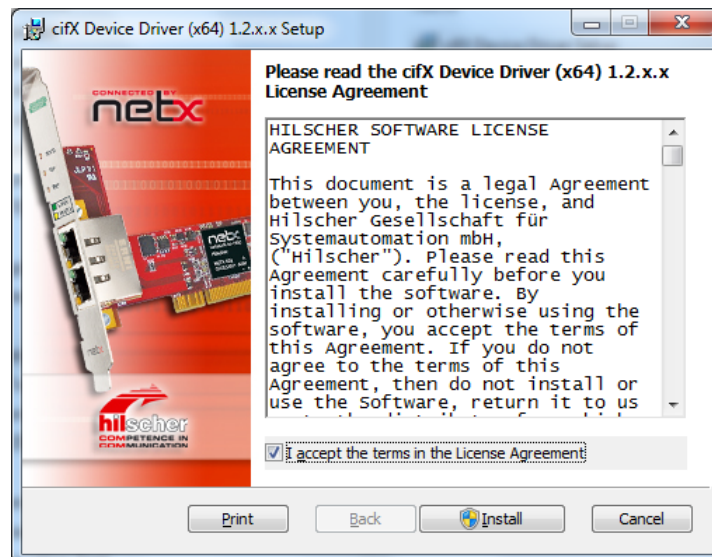 cifX Device Driver (x64) 1.2.x.x Setup
CONNECTED BY
netx
Please read the cifX Device Driver (x64) 1.2.x.x
License Agreement
HILSCHER SOFTWARE LICENSE
AGREEMENT
This document is a legal Agreement
between you, the license, and
Hilscher Gesellschaft für
Systemautomation mbH,
("Hilscher"). Please read this
Agreement carefully before you
install the software. By
installing or otherwise using the
software, you accept the terms of
this Agreement. If you do not
agree to the terms of this
Agreement, then do not install or
use the Software, return it to us
netx
netx
hilscher
COMPETENCE IN
COMMUNICATION
I accept the terms in the License Agreement
Print
Back
Install
Cancel